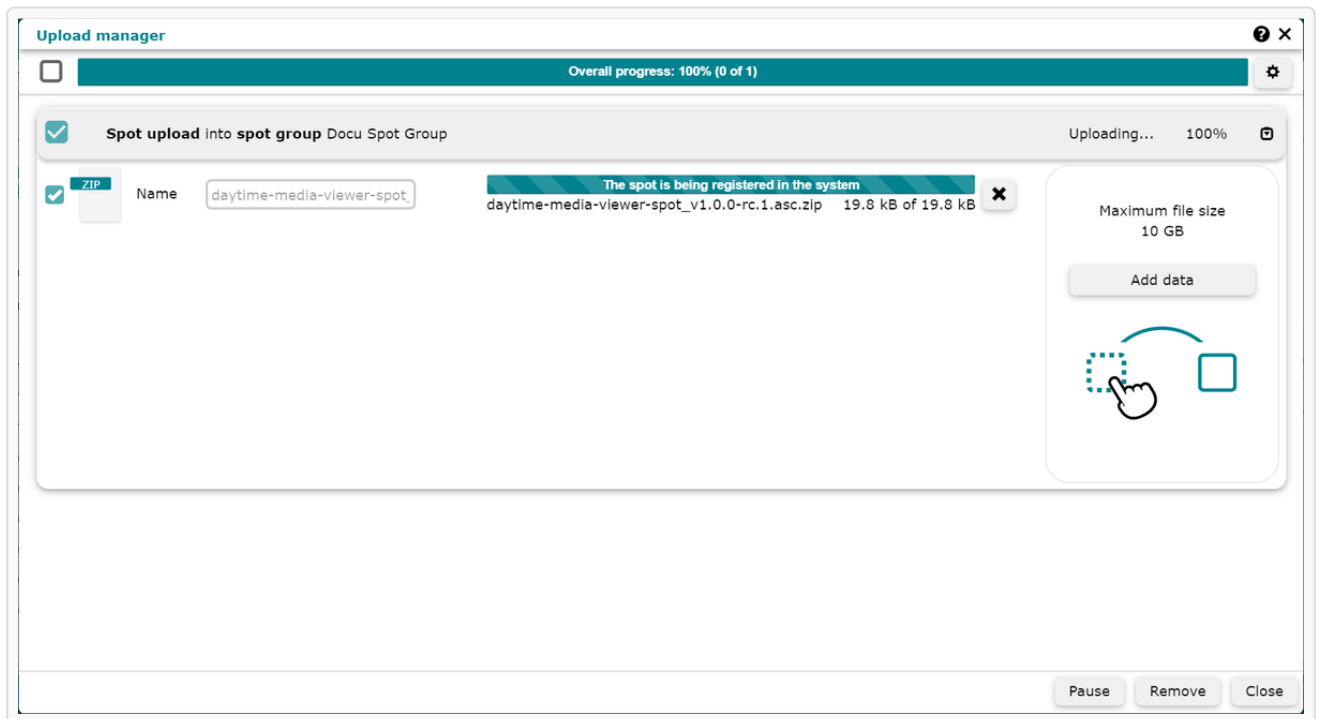 Upload manager
Overall progress: 100% (0 of 1)
Spot upload into spot group Docu Spot Group
Uploading... 100%
ZIP
Name
daytime-media-viewer-spot_
The spot is being registered in the system
daytime-media-viewer-spot_v1.0.0-rc.1.asc.zip 19.8 kB of 19.8 kB
Maximum file size
10 GB
Add data
Pause Remove Close